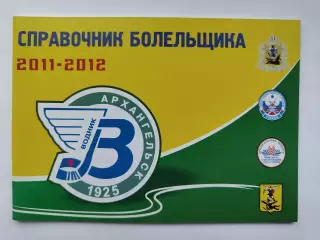 СПРАВОЧНИК БОЛЕЛЬЩИКА
2011-2012
ВОДНИК
АРХАНГЕЛЬСК
1925